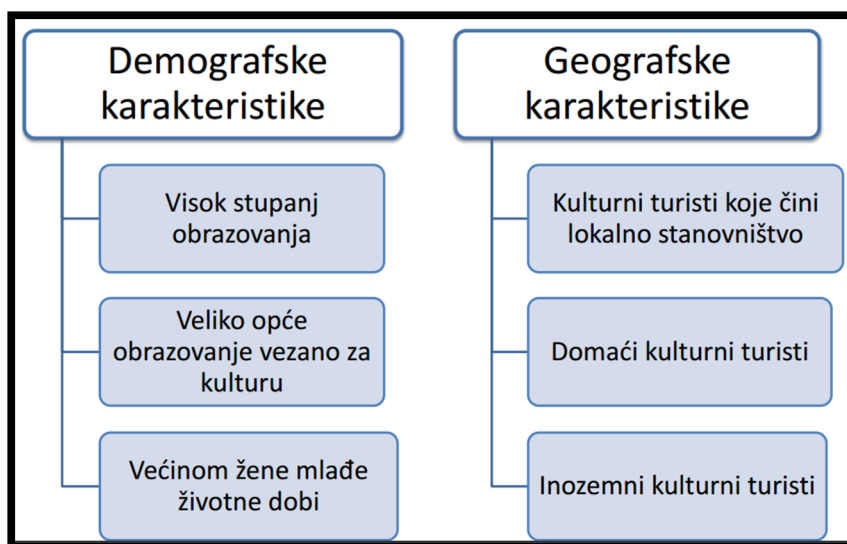 Demografske
karakteristike
Visok stupanj
obrazovanja
Veliko opće
obrazovanje vezano za
kulturu
Većinom žene mlađe
životne dobi
Geografske
karakteristike
Kulturni turisti koje čini
lokalno stanovništvo
Domaći kulturni turisti
Inozemni kulturni turisti